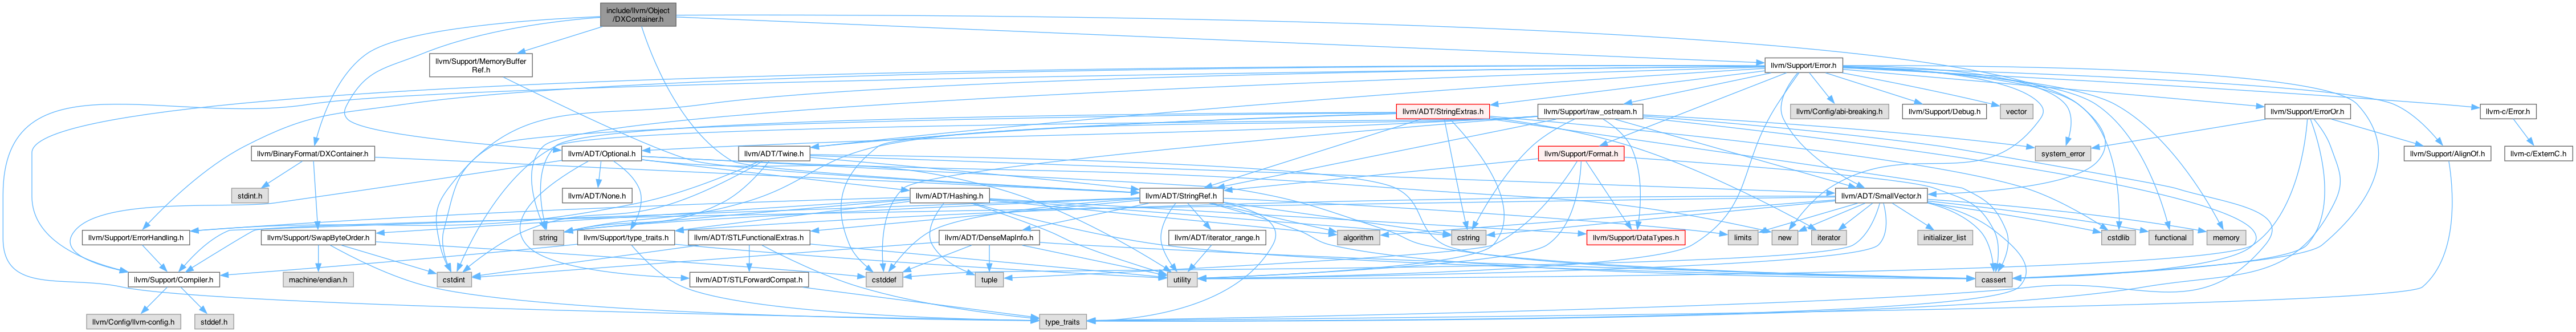 include/llvm/Object
/DXContainer.h
llvm/Support/MemoryBuffer
Ref.h
llvm/Support/Error.h
llvm/ADT/StringExtras.h
llvm/Support/raw_ostream.h
llvm/Config/abi-breaking.h
llvm/Support/Debug.h
vector
llvm/Support/ErrorOr.h
llvm-c/Error.h
llvm/BinaryFormat/DXContainer.h
llvm/ADT/Optional.h
llvm/ADT/Twine.h
llvm/Support/Format.h
system_error
llvm/Support/AlignOf.h
llvm-c/ExternC.h
stdint.h
llvm/ADT/None.h
llvm/ADT/Hashing.h
llvm/ADT/StringRef.h
llvm/ADT/SmallVector.h
llvm/Support/ErrorHandling.h
llvm/Support/SwapByteOrder.h
string
llvm/Support/type_traits.h
llvm/ADT/STLFunctionalExtras.h
llvm/ADT/DenseMapInfo.h
llvm/ADT/iterator_range.h
algorithm
cstring
llvm/Support/DataTypes.h
limits
new
iterator
initializer_list
cstdlib
functional
memory
llvm/Support/Compiler.h
machine/endian.h
cstdint
llvm/ADT/STLForwardCompat.h
cstddef
tuple
utility
cassert
llvm/Config/llvm-config.h
stddef.h
type_traits